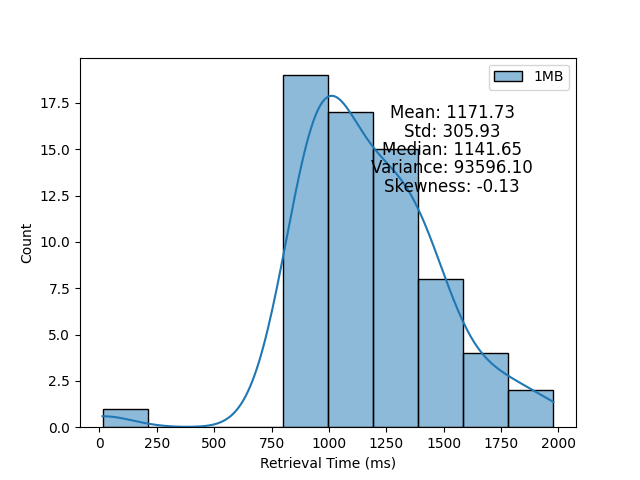 1MB
Mean: 1171.73
Std: 305.93
Median: 1141.65
Variance: 93596.10
Skewness: -0.13
17.5
15.0
12.5
10.0
7.5
5.0
2.5
0.0
Count
0 250 500 750 1000 1250 1500 1750 2000
Retrieval Time (ms)